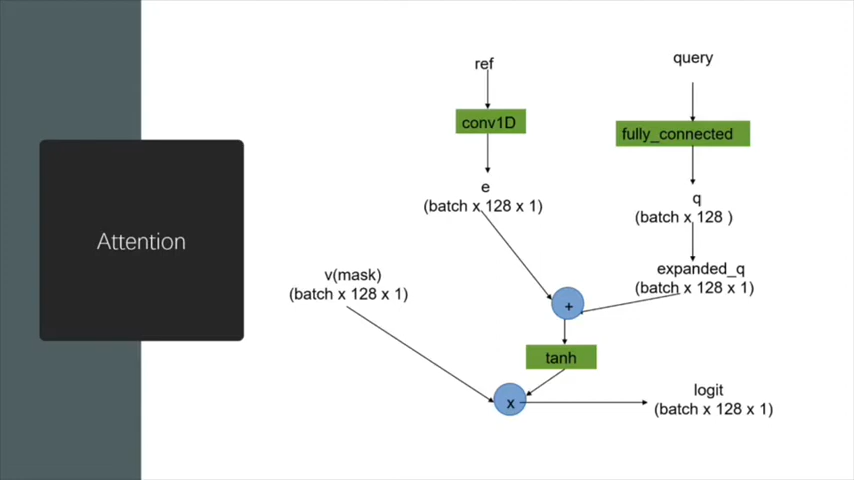 Attention
ref
query
conv1D
fully_connected
e
(batch x 128 x 1)
q
(batch x 128 )
expanded_q
(batch x 128 x 1)
v(mask)
(batch x 128 x 1)
+
tanh
x
logit
(batch x 128 x 1)